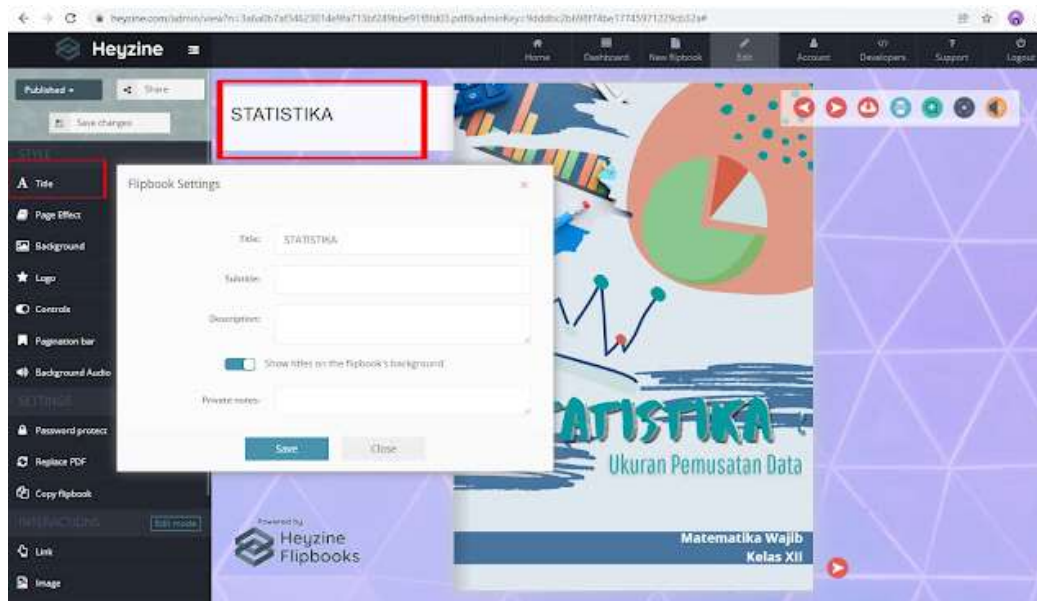 Heyzine
Home
Dashboard
New flipbook
Edit
Account
Developers
Support
Logout
Published
Share
Save changes
STYLE
Title
Page Effect
Background
Logo
Controls
Pagination bar
Background Audio
SETTINGS
Password protect
Replace PDF
Copy flipbook
INTERACTIONS
Edit mode
Link
Image
STATISTIKA
Flipbook Settings
Title:
STATISTIKA
Subtitle:
Description:
Show titles on the flipbook's background
Private notes:
Save
Close
Powered by
Heyzine
Flipbooks
ATISTIKA
Ukuran Pemusatan Data
Matematika Wajib
Kelas XII